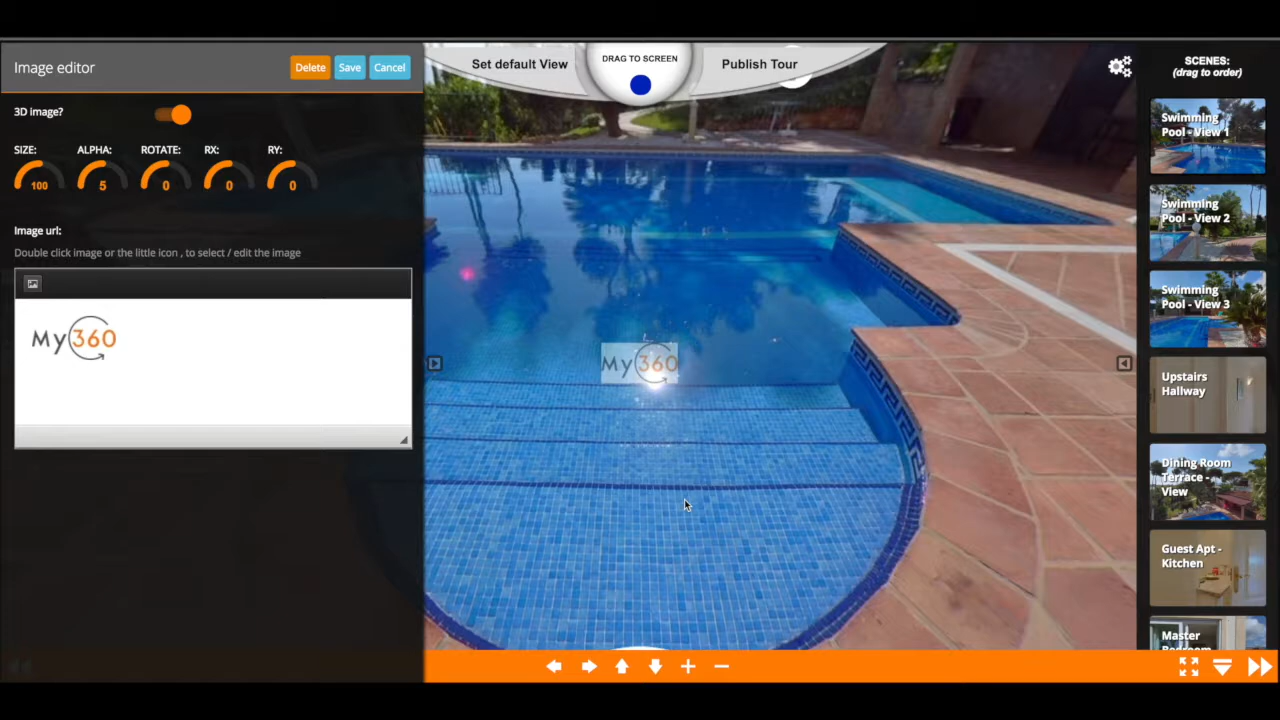 Image editor
Delete
Save
Cancel
3D image?
SIZE:
ALPHA:
ROTATE:
RX:
RY:
100
5
0
0
0
Image url:
Double click image or the little icon , to select / edit the image
My360
Set default View
DRAG TO SCREEN
Publish Tour
My360
SCENES:
(drag to order)
Swimming
Pool - View 1
Swimming
Pool - View 2
Swimming
Pool - View 3
Upstairs
Hallway
Dining Room
Terrace -
View
Guest Apt -
Kitchen
Master
Bedroom